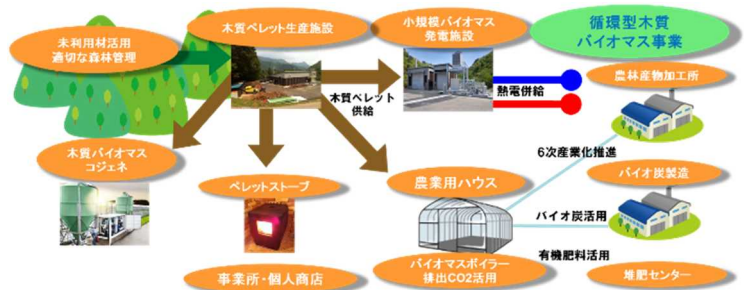 未利用材活用
適切な森林管理
木質ペレット生産施設
小規模バイオマス
発電施設
循環型木質
バイオマス事業
木質ペレット
供給
熱電併給
農林産物加工所
木質バイオマス
コジェネ
ペレットストーブ
農業用ハウス
6次産業化推進
バイオ炭製造
バイオ炭活用
有機肥料活用
事業所・個人商店
バイオマスボイラー
排出CO2活用
堆肥センター